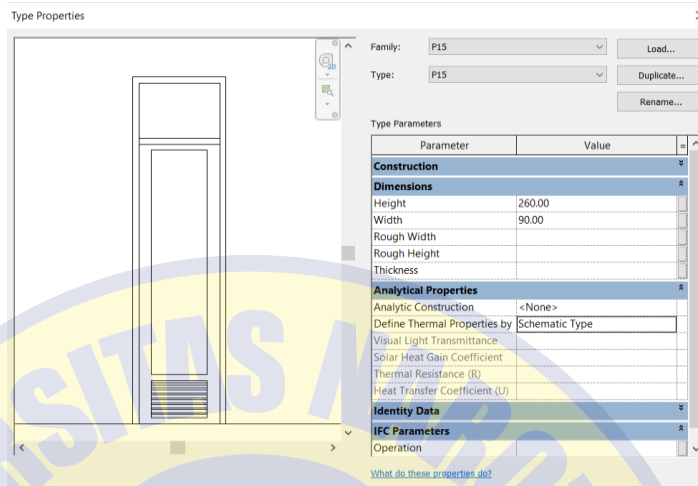 Type Properties
Family: P15 Load...
Type: P15 Duplicate...
Rename...
Type Parameters
Parameter Value =
Construction
Dimensions
Height 260.00
Width 90.00
Rough Width
Rough Height
Thickness
Analytical Properties
Analytic Construction <None>
Define Thermal Properties by Schematic Type
Visual Light Transmittance
Solar Heat Gain Coefficient
Thermal Resistance (R)
Heat Transfer Coefficient (U)
Identity Data
IFC Parameters
Operation
What do these properties do?
2D